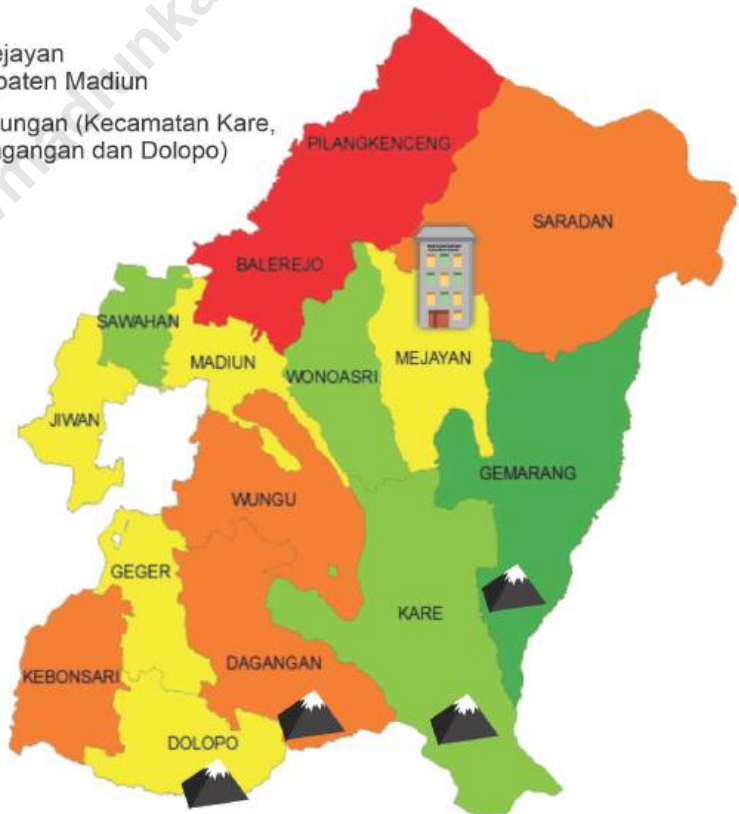 ejayan
paten Madiun
ungan (Kecamatan Kare,
agangan dan Dolopo)
PILANGKENCENG
SARADAN
BALEREJO
SAWAHAN
MADIUN
WONOASRI
MEJAYAN
JIWAN
GEMARANG
WUNGU
GEGER
KARE
DAGANGAN
KEBONSARI
DOLOPO